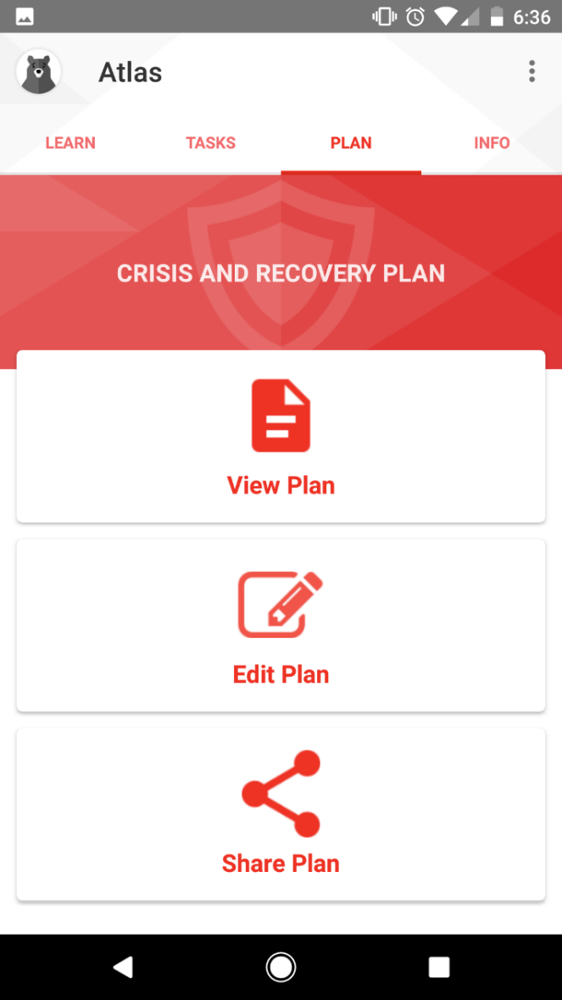 6:36
Atlas
LEARN TASKS PLAN INFO
CRISIS AND RECOVERY PLAN
View Plan
Edit Plan
Share Plan